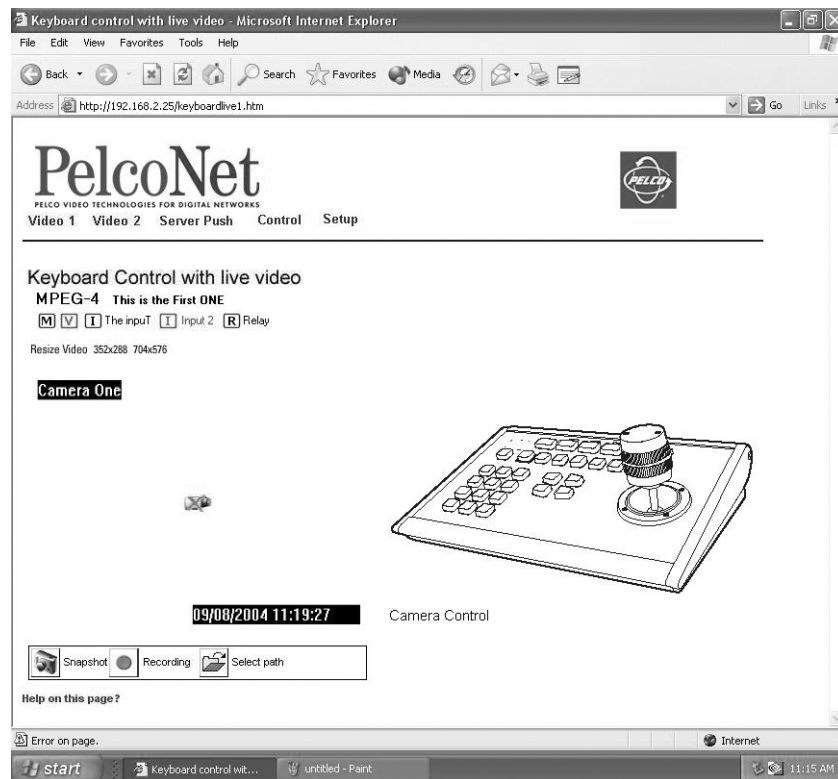 Keyboard control with live video - Microsoft Internet Explorer
File Edit View Favorites Tools Help
Back Search Favorites Media
Address http://192.168.2.25/keyboardlive1.htm Go Links
PelcoNet
PELCO VIDEO TECHNOLOGIES FOR DIGITAL NETWORKS
PELCO
Video 1 Video 2 Server Push Control Setup
Keyboard Control with live video
MPEG-4 This is the First ONE
M V I The inpuT I Input 2 R Relay
Resize Video 352x288 704x576
Camera One
09/08/2004 11:19:27
Camera Control
Snapshot Recording Select path
Help on this page?
Error on page. Internet
start Keyboard control wit... untitled - Paint 11:15 AM